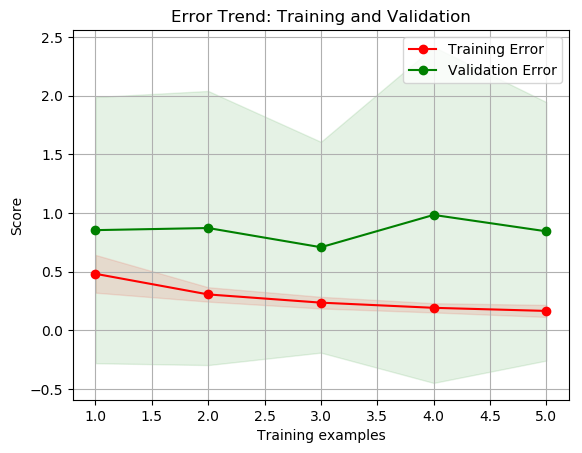 Error Trend: Training and Validation
2.5
2.0
1.5
1.0
0.5
0.0
−0.5
Score
Training Error
Validation Error
1.0 1.5 2.0 2.5 3.0 3.5 4.0 4.5 5.0
Training examples